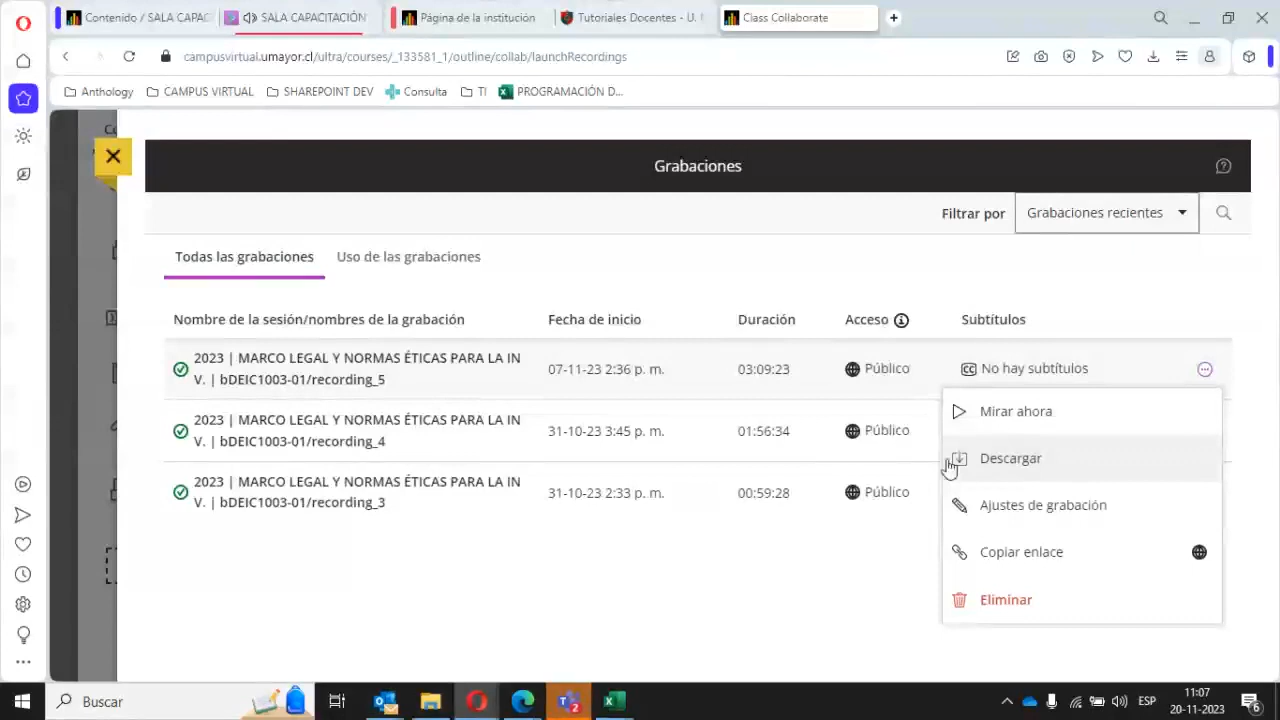 Contenido / SALA CAPAC
SALA CAPACITACIÓN
Página de la institución
Tutoriales Docentes - U.
Class Collaborate
campusvirtual.umayor.cl/ultra/courses/_133581_1/outline/collab/launchRecordings
Anthology
CAMPUS VIRTUAL
SHAREPOINT DEV
Consulta
TI
PROGRAMACIÓN D...
Grabaciones
Filtrar por
Grabaciones recientes
Todas las grabaciones
Uso de las grabaciones
Nombre de la sesión/nombres de la grabación
Fecha de inicio
Duración
Acceso
Subtítulos
2023 | MARCO LEGAL Y NORMAS ÉTICAS PARA LA IN
V. | bDEIC1003-01/recording_5
07-11-23 2:36 p. m.
03:09:23
Público
CC No hay subtítulos
2023 | MARCO LEGAL Y NORMAS ÉTICAS PARA LA IN
V. | bDEIC1003-01/recording_4
31-10-23 3:45 p. m.
01:56:34
Público
2023 | MARCO LEGAL Y NORMAS ÉTICAS PARA LA IN
V. | bDEIC1003-01/recording_3
31-10-23 2:33 p. m.
00:59:28
Público
Mirar ahora
Descargar
Ajustes de grabación
Copiar enlace
Eliminar
Buscar
ESP
11:07
20-11-2023
6